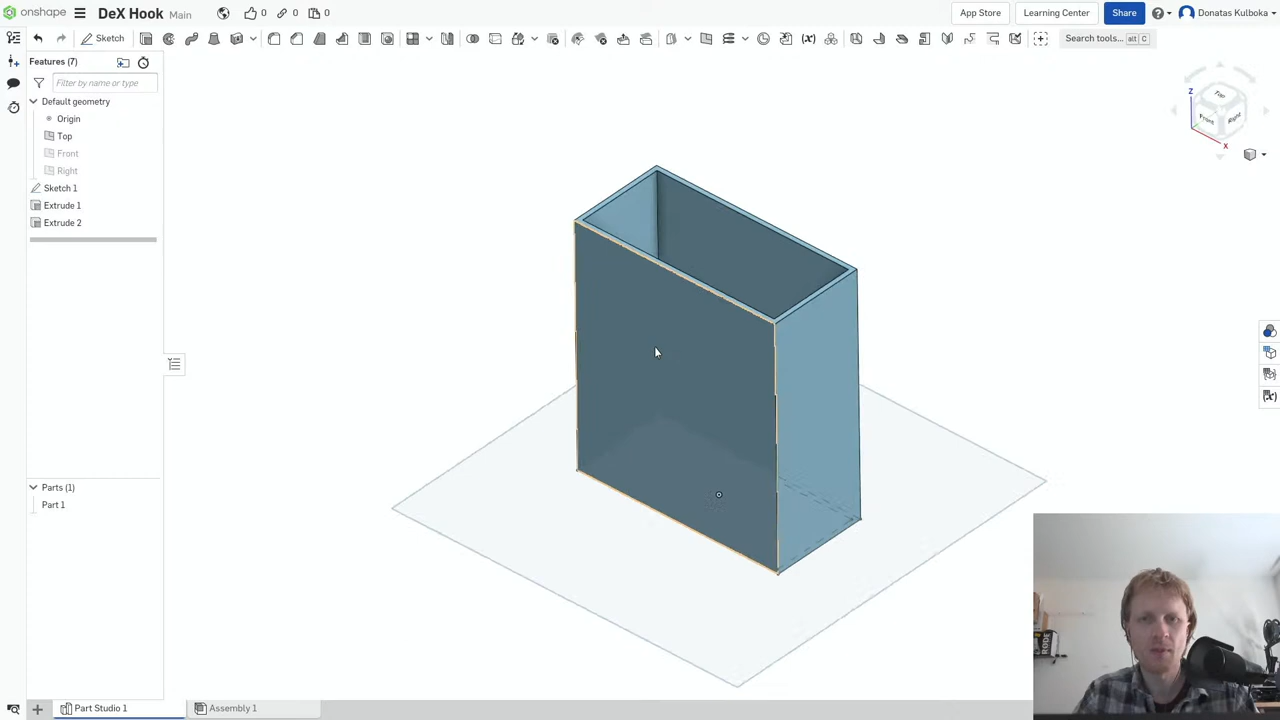 onshape DeX Hook Main 0 0 0 App Store Learning Center Share Donatas Kulboka
Sketch Search tools... alt C
Features (7)
Filter by name or type
Default geometry
Origin
Top
Front
Right
Sketch 1
Extrude 1
Extrude 2
Parts (1)
Part 1
Z
Top
Front Right
X
RODE
Part Studio 1 Assembly 1